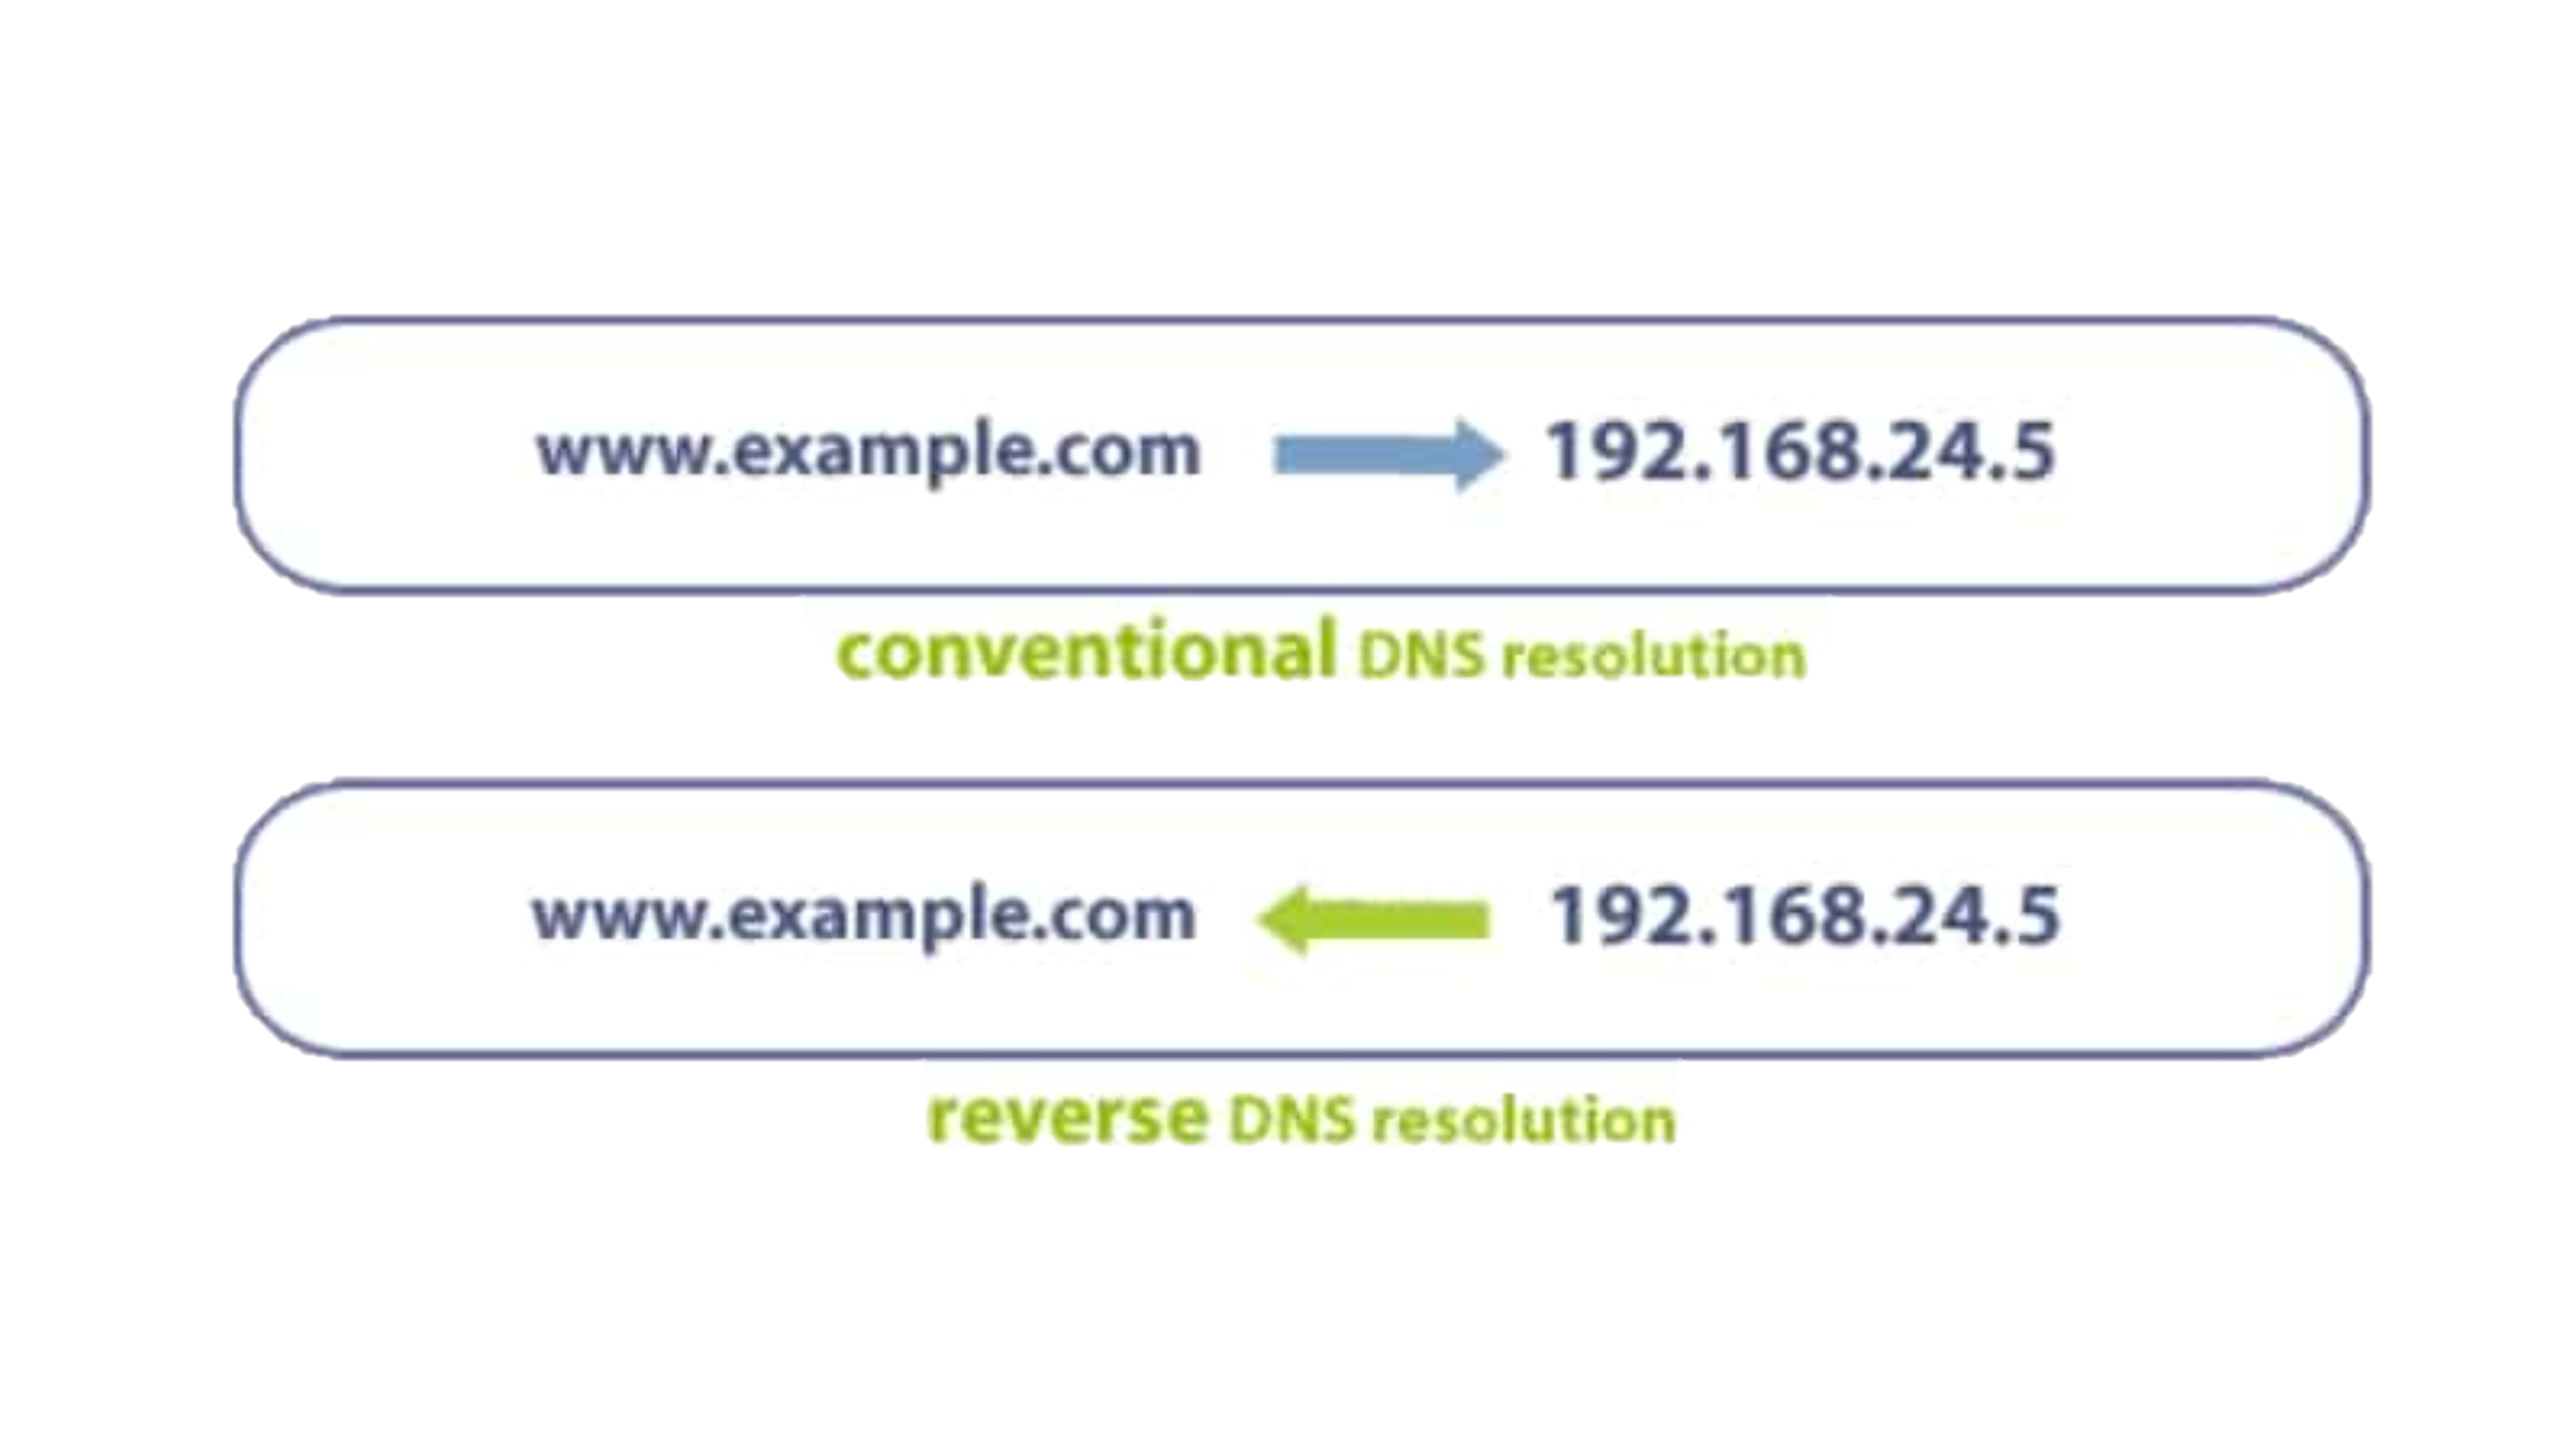 www.example.com 192.168.24.5
conventional DNS resolution
www.example.com 192.168.24.5
reverse DNS resolution